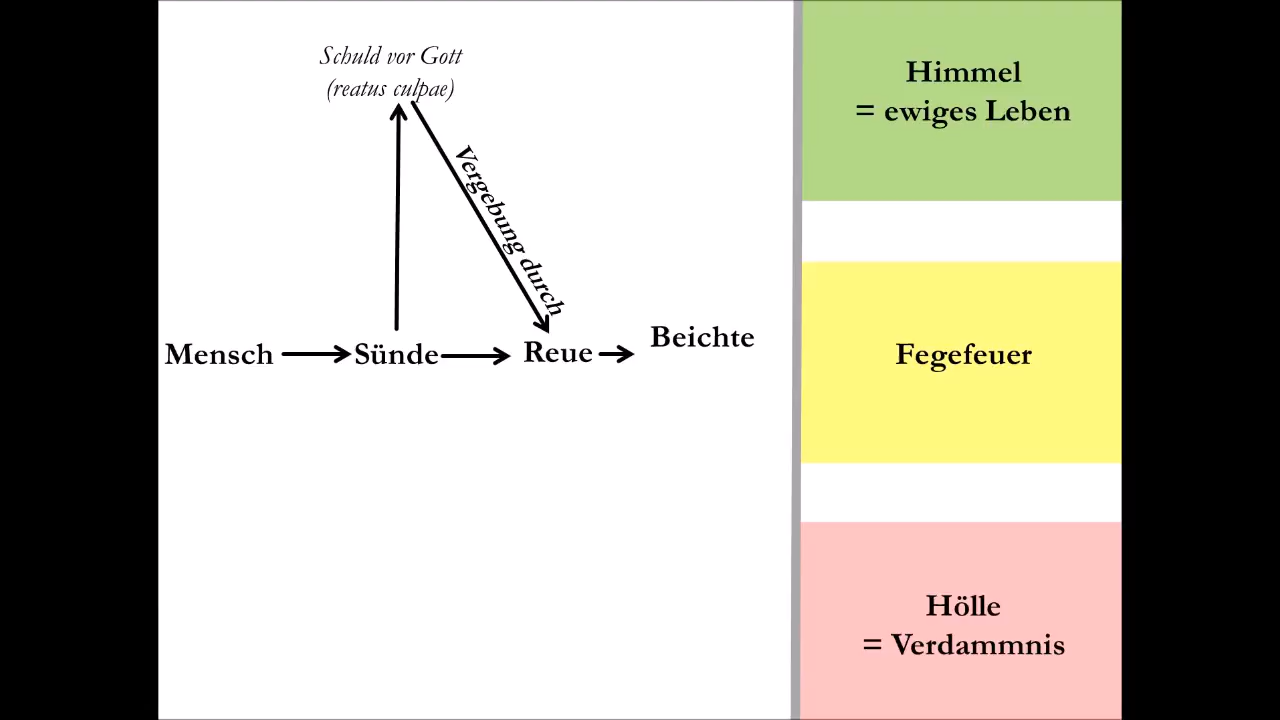 Schuld vor Gott
(reatus culpae)
Vergebung durch
Mensch
Sünde
Reue
Beichte
Himmel
= ewiges Leben
Fegefeuer
Hölle
= Verdammnis